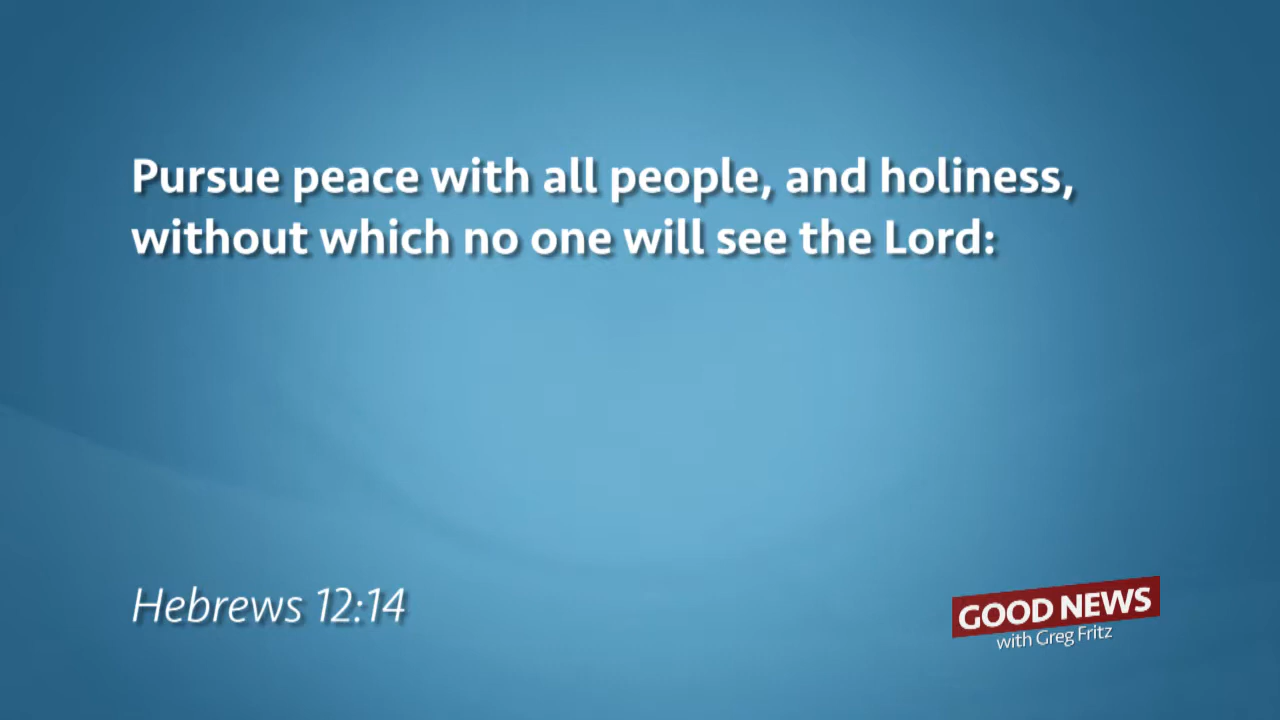 Pursue peace with all people, and holiness,
without which no one will see the Lord:
Hebrews 12:14
GOOD NEWS
with Greg Fritz